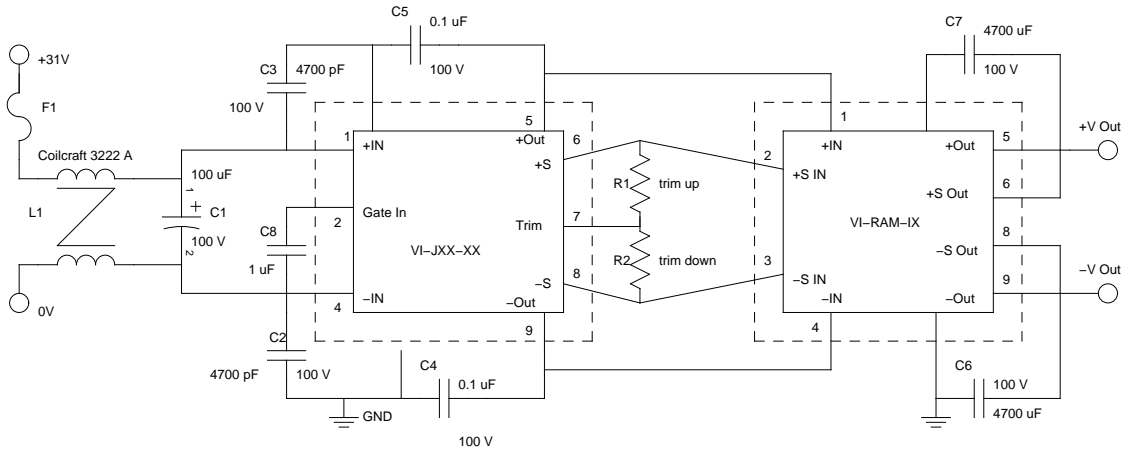 C5
0.1 uF
100 V
C7
4700 uF
100 V
+31V
F1
C3
4700 pF
100 V
Coilcraft 3222 A
L1
100 uF
1
+
C1
100 V
2
0V
C8
1 uF
C2
4700 pF
100 V
1
+IN
Gate In
2
VI–JXX–XX
–IN
4
5
+Out
6
+S
Trim
7
–S
8
–Out
9
R1
trim up
R2
trim down
1
+IN
2
+S IN
VI–RAM–IX
3
–S IN
–IN
4
+Out
5
+S Out
6
–S Out
8
–Out
9
+V Out
–V Out
GND
C4
0.1 uF
100 V
C6
100 V
4700 uF